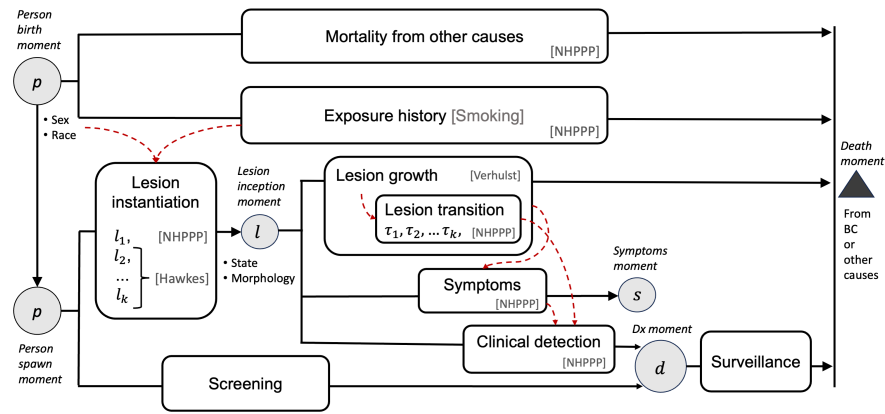 Person
birth
moment
p
Mortality from other causes
[NHPPP]
Exposure history [Smoking]
[NHPPP]
• Sex
• Race
Lesion
instantiation
l₁, [NHPPP]
l₂,
...
[Hawkes]
lₖ
Lesion
inception
moment
l
• State
• Morphology
Lesion growth [Verhulst]
Lesion transition
τ₁, τ₂, ... τₖ, [NHPPP]
Symptoms
[NHPPP]
Symptoms
moment
s
Clinical detection
[NHPPP]
Dx moment
d
Surveillance
Screening
p
Person
spawn
moment
Death
moment
From
BC
or
other
causes